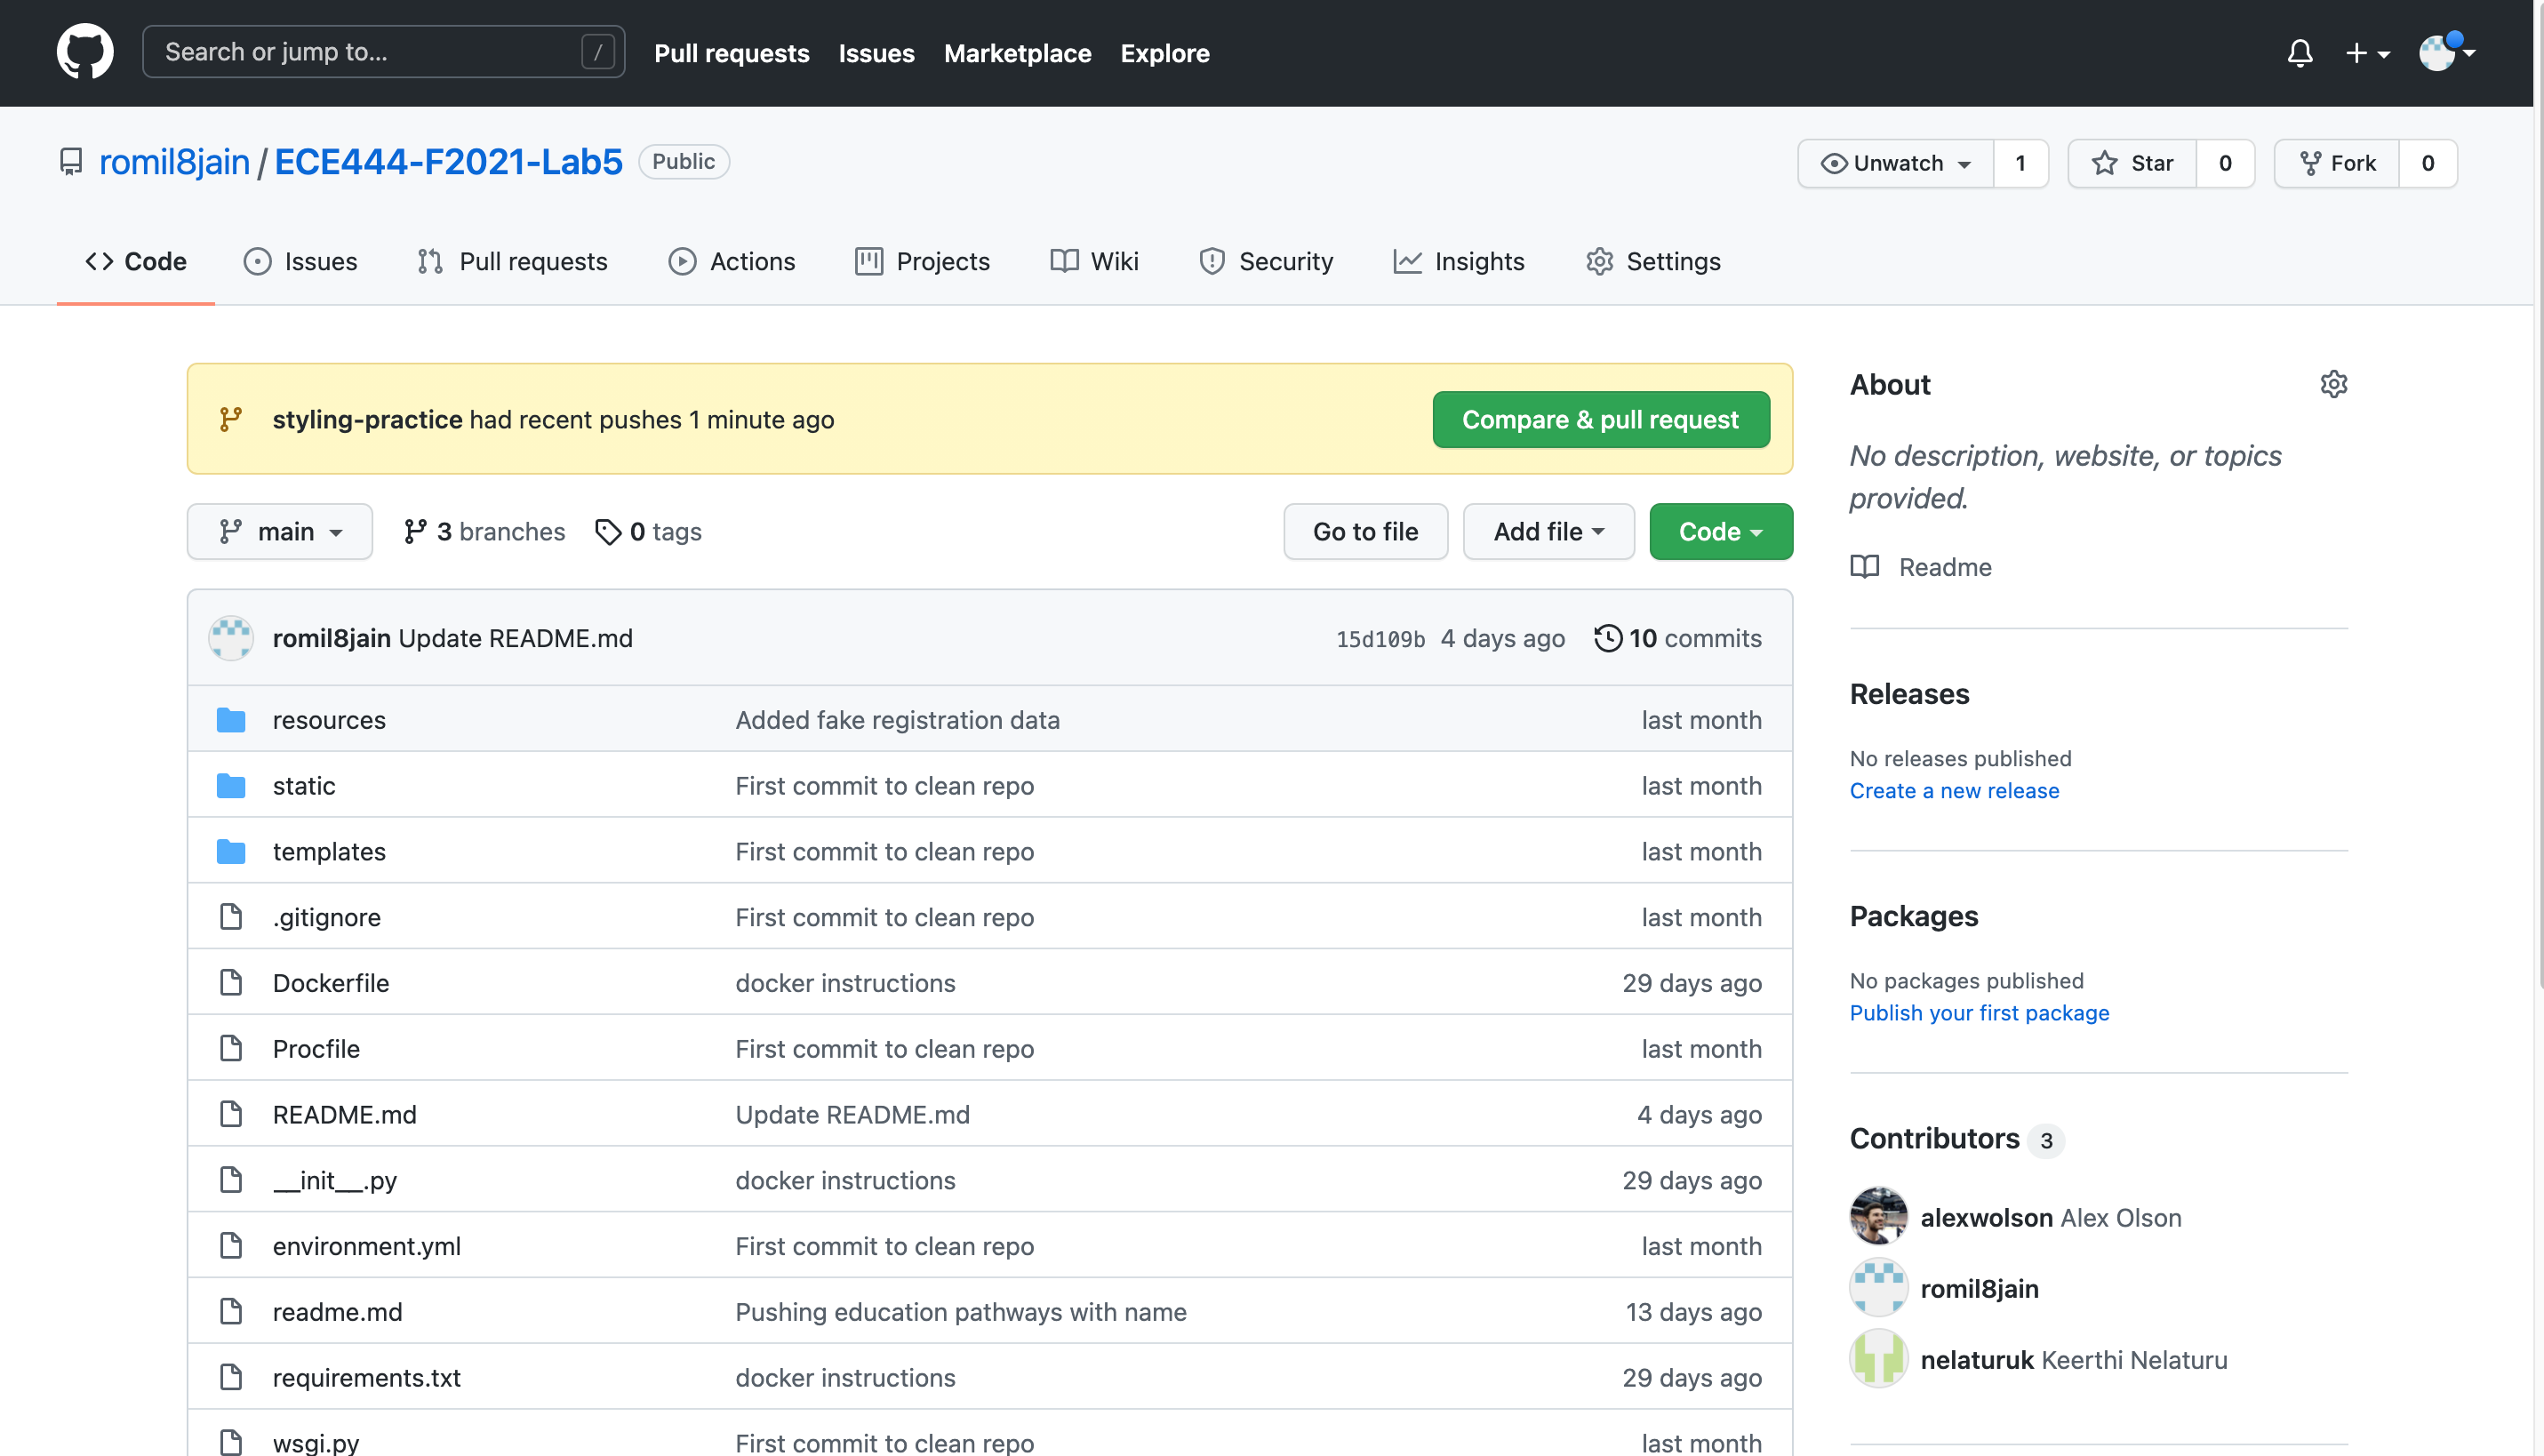 Search or jump to... /
Pull requests Issues Marketplace Explore
romil8jain / ECE444-F2021-Lab5 Public
Unwatch 1 Star 0 Fork 0
Code Issues Pull requests Actions Projects Wiki Security Insights Settings
styling-practice had recent pushes 1 minute ago
Compare & pull request
main 3 branches 0 tags
Go to file Add file Code
romil8jain Update README.md 15d109b 4 days ago 10 commits
resources Added fake registration data last month
static First commit to clean repo last month
templates First commit to clean repo last month
.gitignore First commit to clean repo last month
Dockerfile docker instructions 29 days ago
Procfile First commit to clean repo last month
README.md Update README.md 4 days ago
__init__.py docker instructions 29 days ago
environment.yml First commit to clean repo last month
readme.md Pushing education pathways with name 13 days ago
requirements.txt docker instructions 29 days ago
wsgi.py First commit to clean repo last month
About
No description, website, or topics
provided.
Readme
Releases
No releases published
Create a new release
Packages
No packages published
Publish your first package
Contributors 3
alexwolson Alex Olson
romil8jain
nelaturuk Keerthi Nelaturu